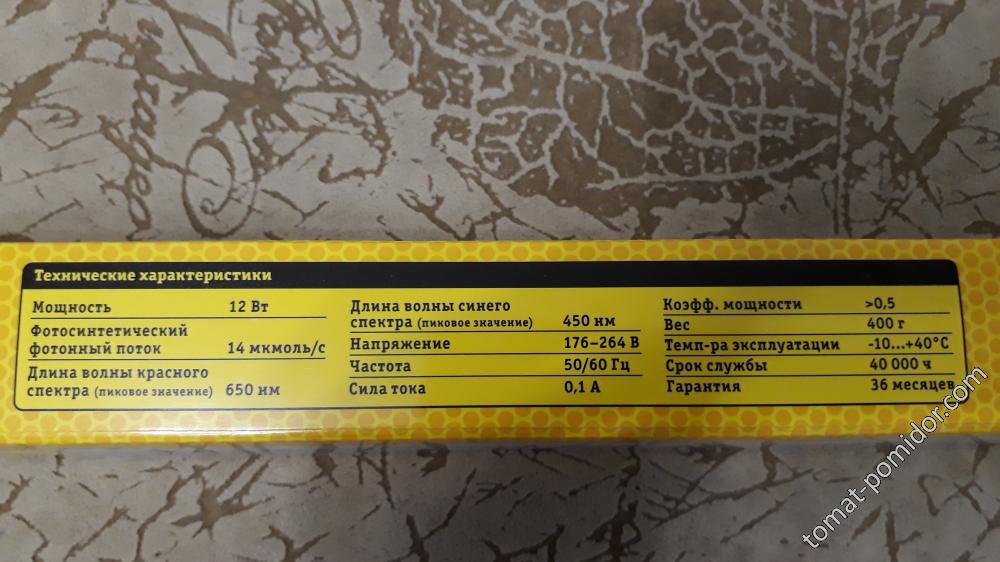 Технические характеристики
Мощность 12 Вт
Фотосинтетический
фотонный поток 14 мкмоль/с
Длина волны красного
спектра (пиковое значение) 650 нм
Длина волны синего
спектра (пиковое значение) 450 нм
Напряжение 176–264 В
Частота 50/60 Гц
Сила тока 0,1 А
Коэфф. мощности >0,5
Вес 400 г
Темп-ра эксплуатации -10...+40°С
Срок службы 40 000 ч
Гарантия 36 месяцев
tomat-pomidor.com